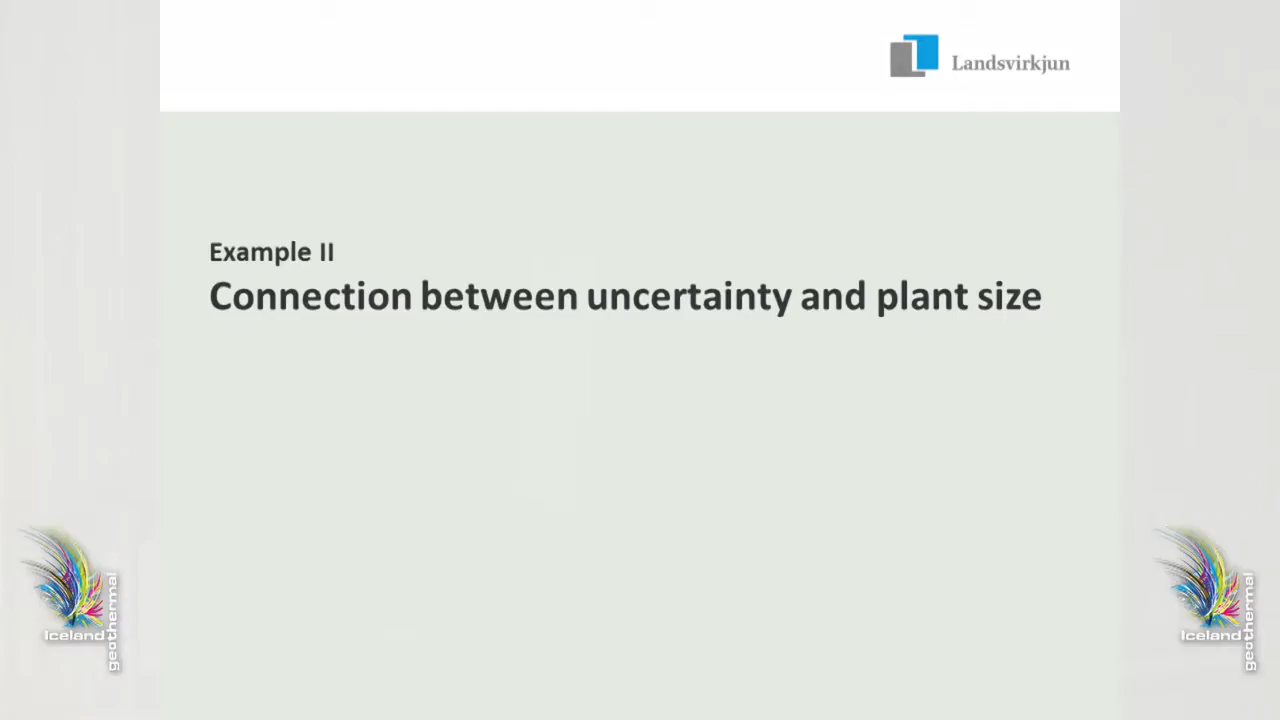 Landsvirkjun
Example II
Connection between uncertainty and plant size
Iceland
geothermal
Iceland
geothermal